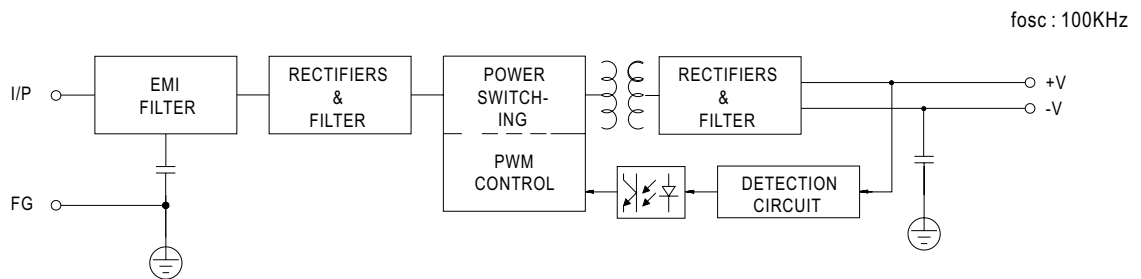 fosc : 100KHz
I/P
EMI
FILTER
RECTIFIERS
&
FILTER
POWER
SWITCH-
ING
PWM
CONTROL
RECTIFIERS
&
FILTER
+V
-V
DETECTION
CIRCUIT
FG